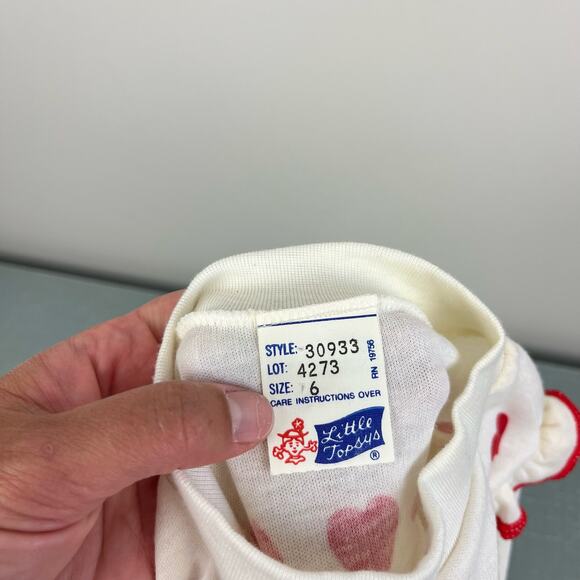 STYLE: 30933
LOT: 4273
SIZE: 6
CARE INSTRUCTIONS OVER
RN 19756
Little
Topsys
®